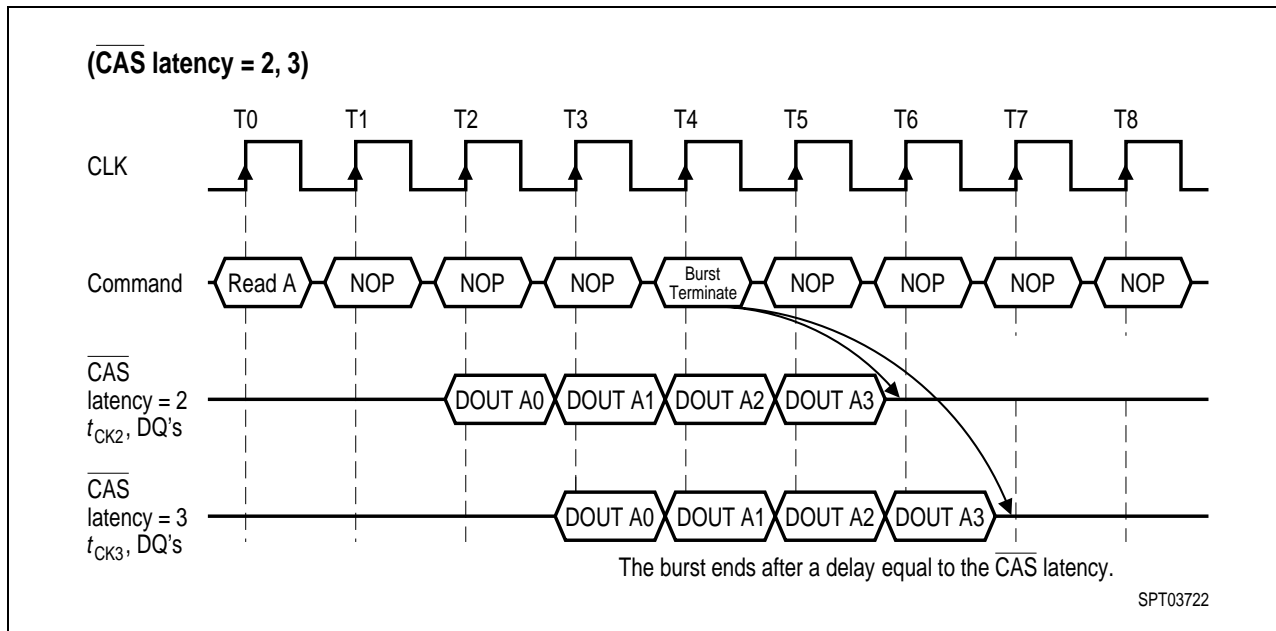 (CAS latency = 2, 3)
T0 T1 T2 T3 T4 T5 T6 T7 T8
CLK
Command Read A NOP NOP NOP Burst Terminate NOP NOP NOP NOP
CAS
latency = 2
tCK2, DQ's
DOUT A0 DOUT A1 DOUT A2 DOUT A3
CAS
latency = 3
tCK3, DQ's
DOUT A0 DOUT A1 DOUT A2 DOUT A3
The burst ends after a delay equal to the CAS latency.
SPT03722